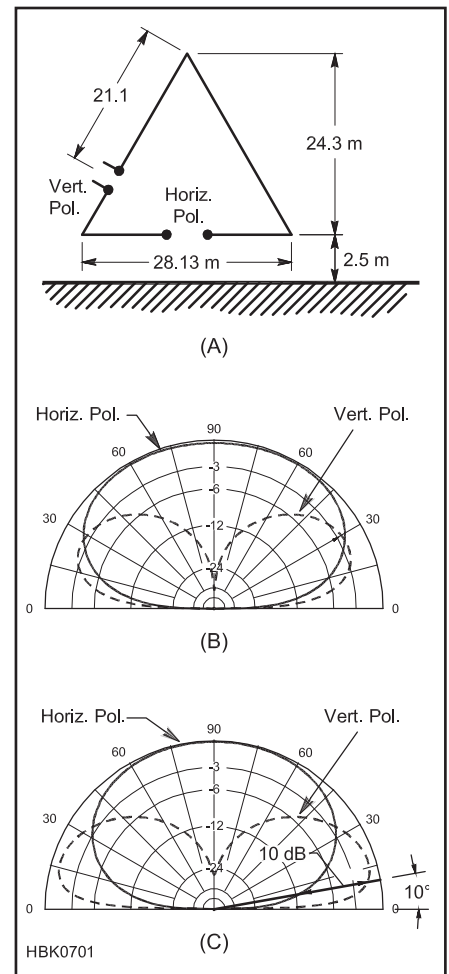 21.1
24.3 m
Vert.
Pol.
Horiz.
Pol.
28.13 m
2.5 m
(A)
Horiz. Pol.
Vert. Pol.
90
60
60
-3
-6
30
30
-12
-24
0
0
(B)
Horiz. Pol.
Vert. Pol.
90
60
60
-3
-6
30
30
-12
10 dB
-24
10°
0
0
(C)
HBK0701